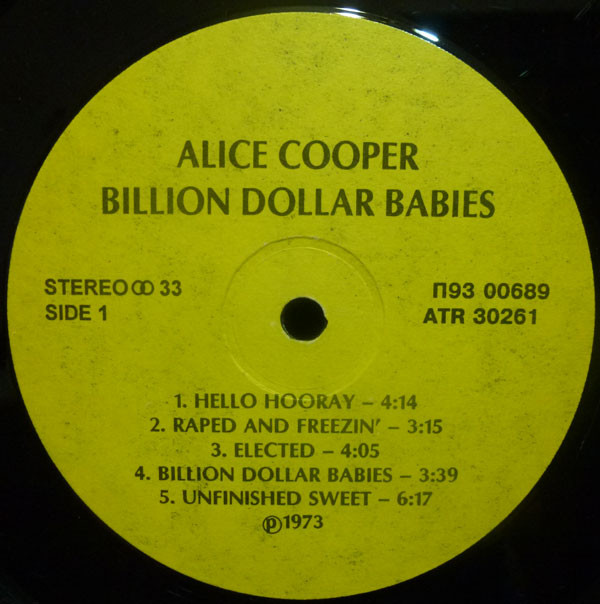 ALICE COOPER
BILLION DOLLAR BABIES
STEREO ꝏ 33
SIDE 1
П93 00689
ATR 30261
1. HELLO HOORAY – 4:14
2. RAPED AND FREEZIN' – 3:15
3. ELECTED – 4:05
4. BILLION DOLLAR BABIES – 3:39
5. UNFINISHED SWEET – 6:17
℗1973